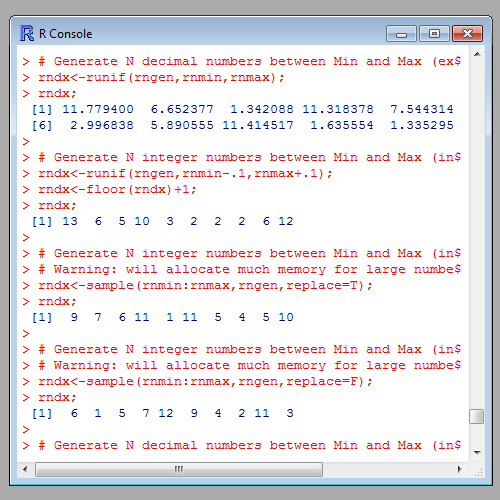 R Console
> # Generate N decimal numbers between Min and Max (ex$
> rndx<-runif(rngen,rnmin,rnmax);
> rndx;
 [1] 11.779400  6.652377  1.342088 11.318378  7.544314
 [6]  2.996838  5.890555 11.414517  1.635554  1.335295
>
> # Generate N integer numbers between Min and Max (in$
> rndx<-runif(rngen,rnmin-.1,rnmax+.1);
> rndx<-floor(rndx)+1;
> rndx;
 [1] 13  6  5 10  3  2  2  2  6 12
>
> # Generate N integer numbers between Min and Max (in$
> # Warning: will allocate much memory for large numbe$
> rndx<-sample(rnmin:rnmax,rngen,replace=T);
> rndx;
 [1]  9  7  6 11  1 11  5  4  5 10
>
> # Generate N integer numbers between Min and Max (in$
> # Warning: will allocate much memory for large numbe$
> rndx<-sample(rnmin:rnmax,rngen,replace=F);
> rndx;
 [1]  6  1  5  7 12  9  4  2 11  3
>
> # Generate N decimal numbers between Min and Max (in$